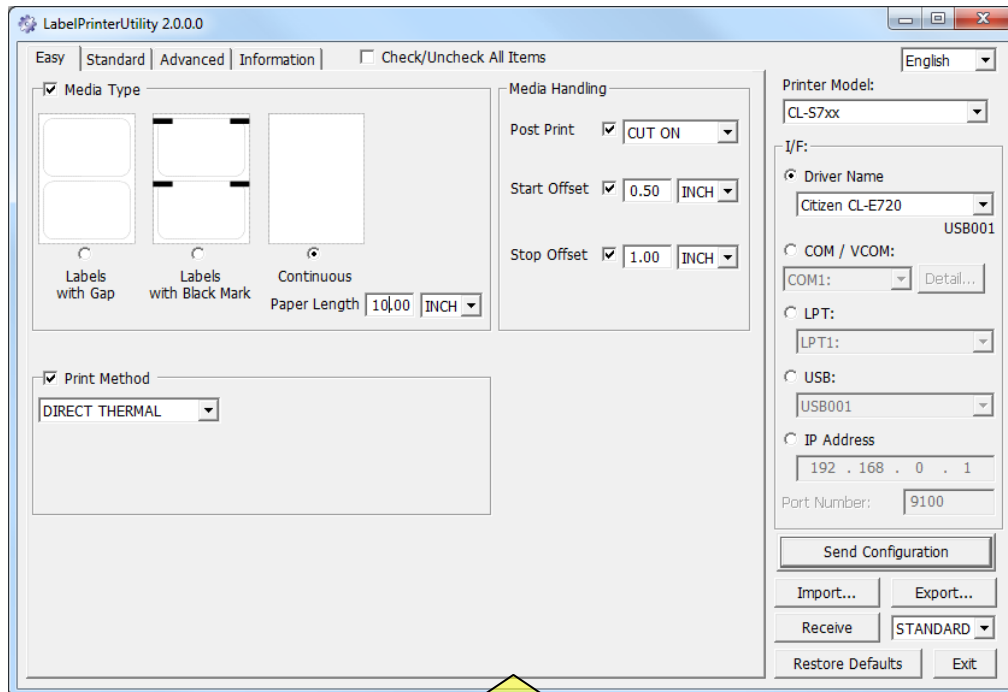 LabelPrinterUtility 2.0.0.0
Easy Standard Advanced Information Check/Uncheck All Items
English
Media Type
Labels
with Gap
Labels
with Black Mark
Continuous
Paper Length 10.00 INCH
Media Handling
Post Print CUT ON
Start Offset 0.50 INCH
Stop Offset 1.00 INCH
Print Method
DIRECT THERMAL
Printer Model:
CL-S7xx
I/F:
Driver Name
Citizen CL-E720
USB001
COM / VCOM:
COM1: Detail...
LPT:
LPT1:
USB:
USB001
IP Address
192 . 168 . 0 . 1
Port Number: 9100
Send Configuration
Import... Export...
Receive STANDARD
Restore Defaults Exit